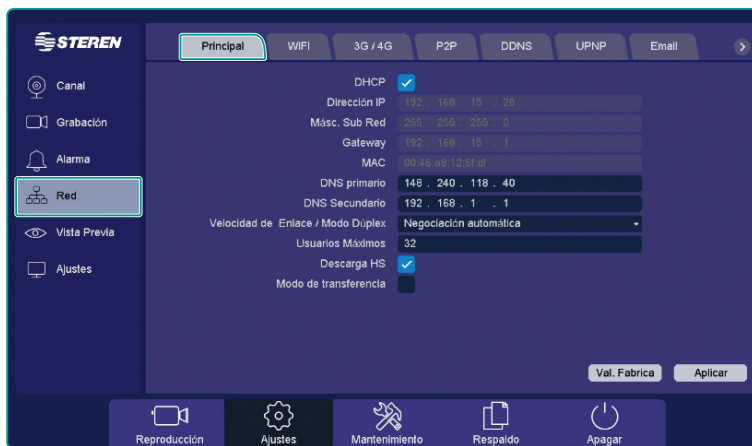 STEREN
Principal WIFI 3G / 4G P2P DDNS UPNP Email
Canal
Grabación
Alarma
Red
Vista Previa
Ajustes
DHCP
Dirección IP 192 . 168 . 15 . 28
Másc. Sub Red 255 . 255 . 255 . 0
Gateway 192 . 168 . 15 . 1
MAC 00:46:a8:12:6f:df
DNS primario 148 . 240 . 118 . 40
DNS Secundario 192 . 168 . 1 . 1
Velocidad de Enlace / Modo Dúplex Negociación automática
Usuarios Máximos 32
Descarga HS
Modo de transferencia
Val. Fabrica Aplicar
Reproducción Ajustes Mantenimiento Respaldo Apagar